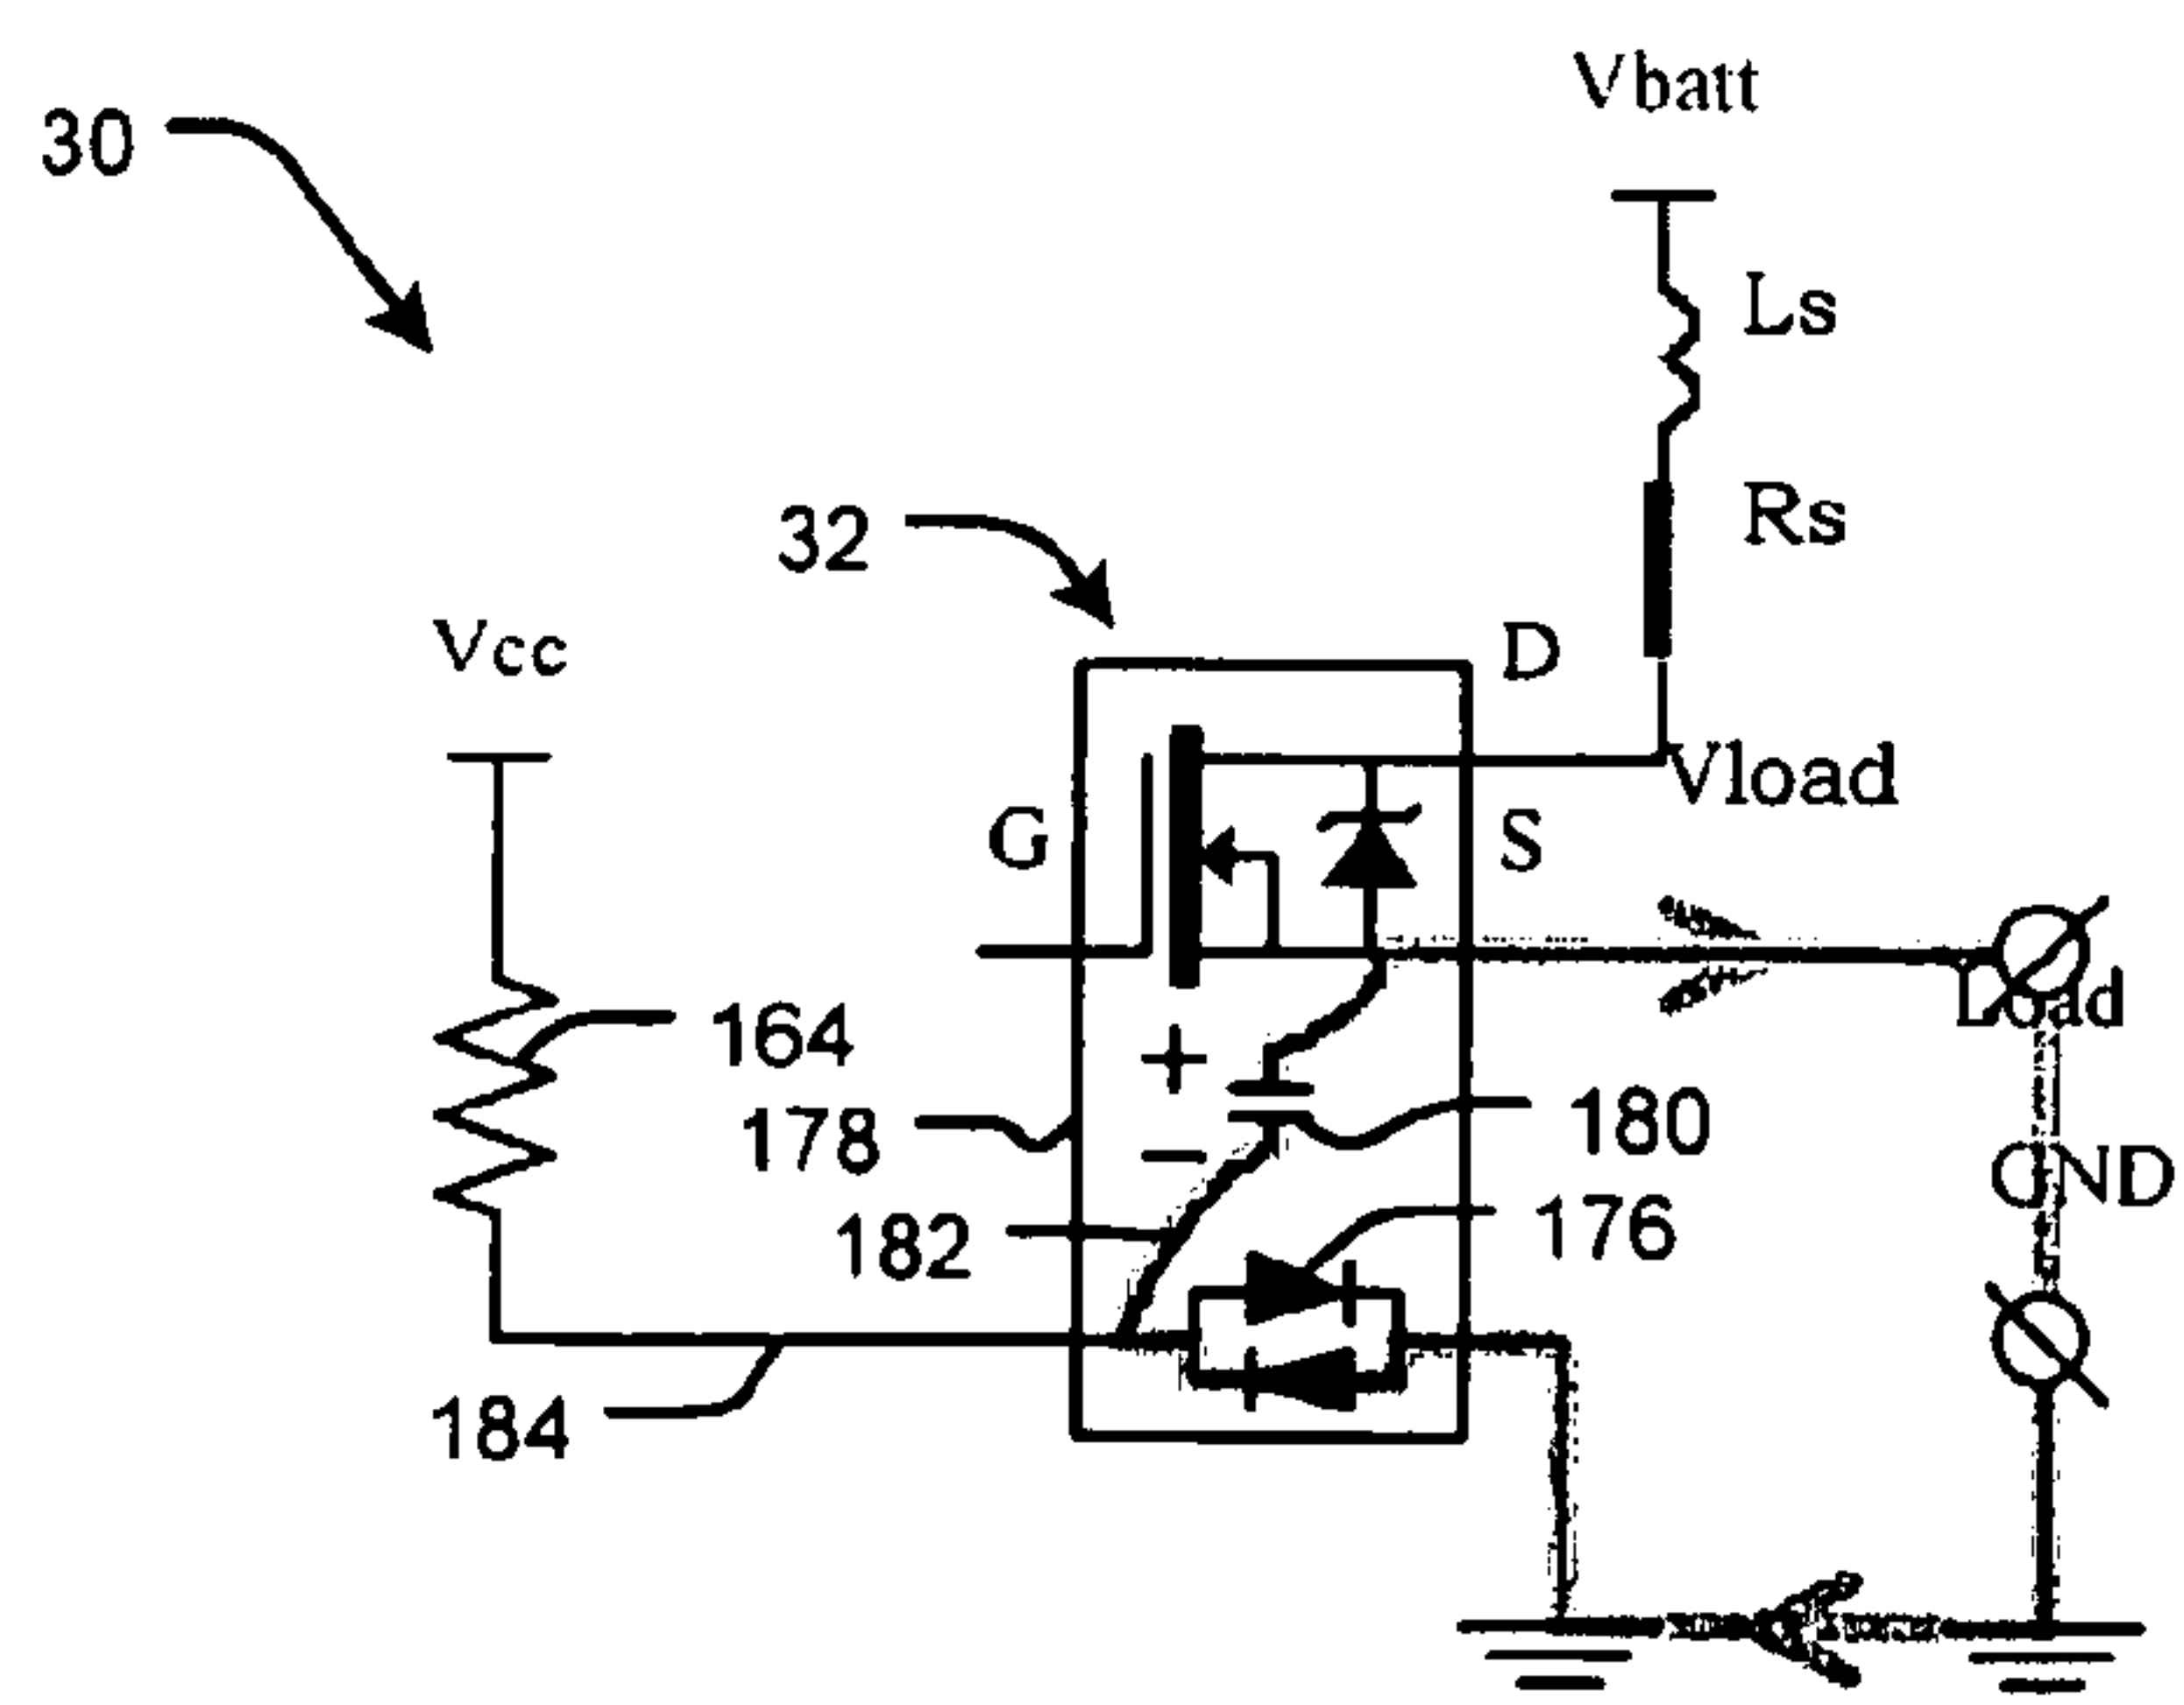 Vbatt
30
Ls
Rs
32
D
Vcc
Vload
G
S
Load
164
+
178
180
-
GND
182
176
184